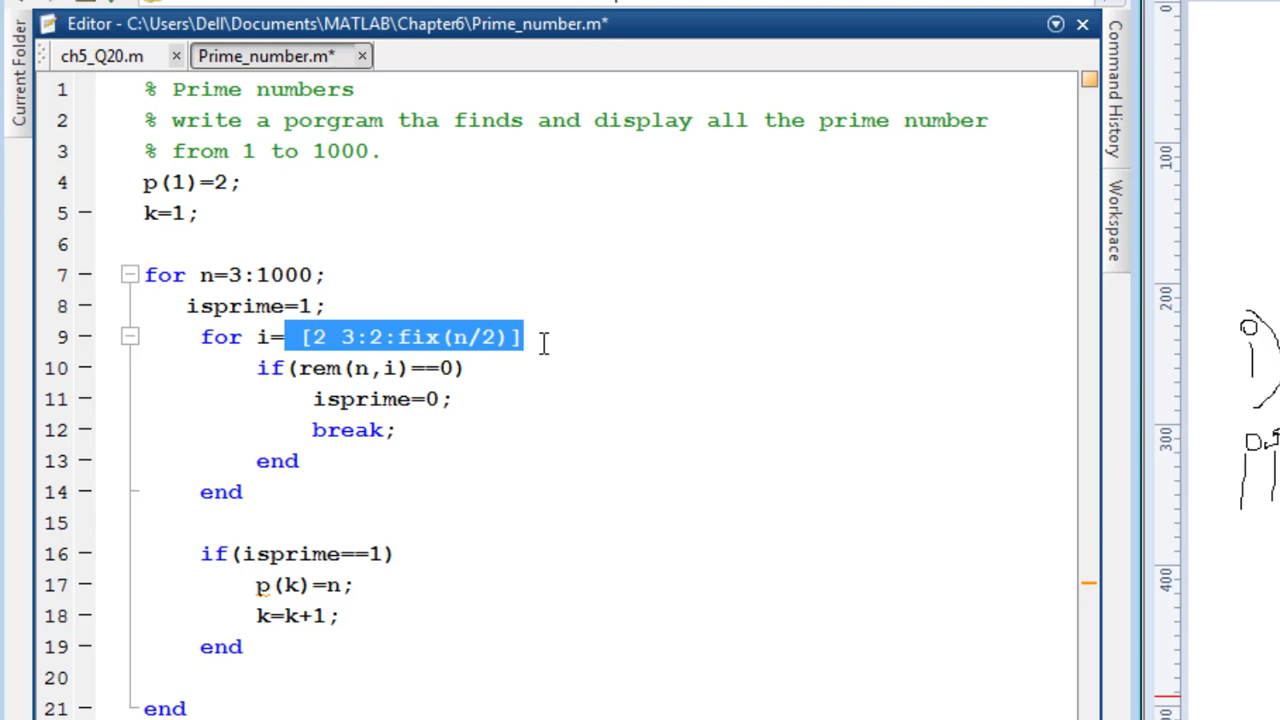 Editor - C:\Users\Dell\Documents\MATLAB\Chapter6\Prime_number.m*
Current Folder
ch5_Q20.m × Prime_number.m* ×
1 % Prime numbers
2 % write a porgram tha finds and display all the prime number
3 % from 1 to 1000.
4 p(1)=2;
5 k=1;
6
7 for n=3:1000;
8 isprime=1;
9 for i= [2 3:2:fix(n/2)]
10 if(rem(n,i)==0)
11 isprime=0;
12 break;
13 end
14 end
15
16 if(isprime==1)
17 p(k)=n;
18 k=k+1;
19 end
20
21 end
Command History
Workspace
0
100
200
300
400